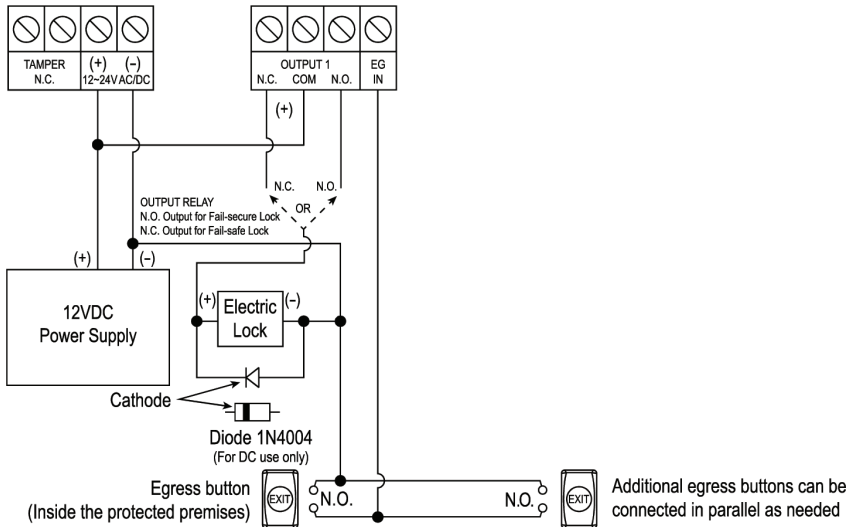 TAMPER
N.C.
(+) (–)
12~24V AC/DC
OUTPUT 1
N.C. COM N.O.
EG
IN
(+)
N.C. N.O.
OR
OUTPUT RELAY
N.O. Output for Fail-secure Lock
N.C. Output for Fail-safe Lock
(+) (–)
12VDC
Power Supply
(+) Electric (–)
Lock
Cathode
Diode 1N4004
(For DC use only)
Egress button
(Inside the protected premises)
EXIT
N.O.
N.O.
EXIT
Additional egress buttons can be
connected in parallel as needed